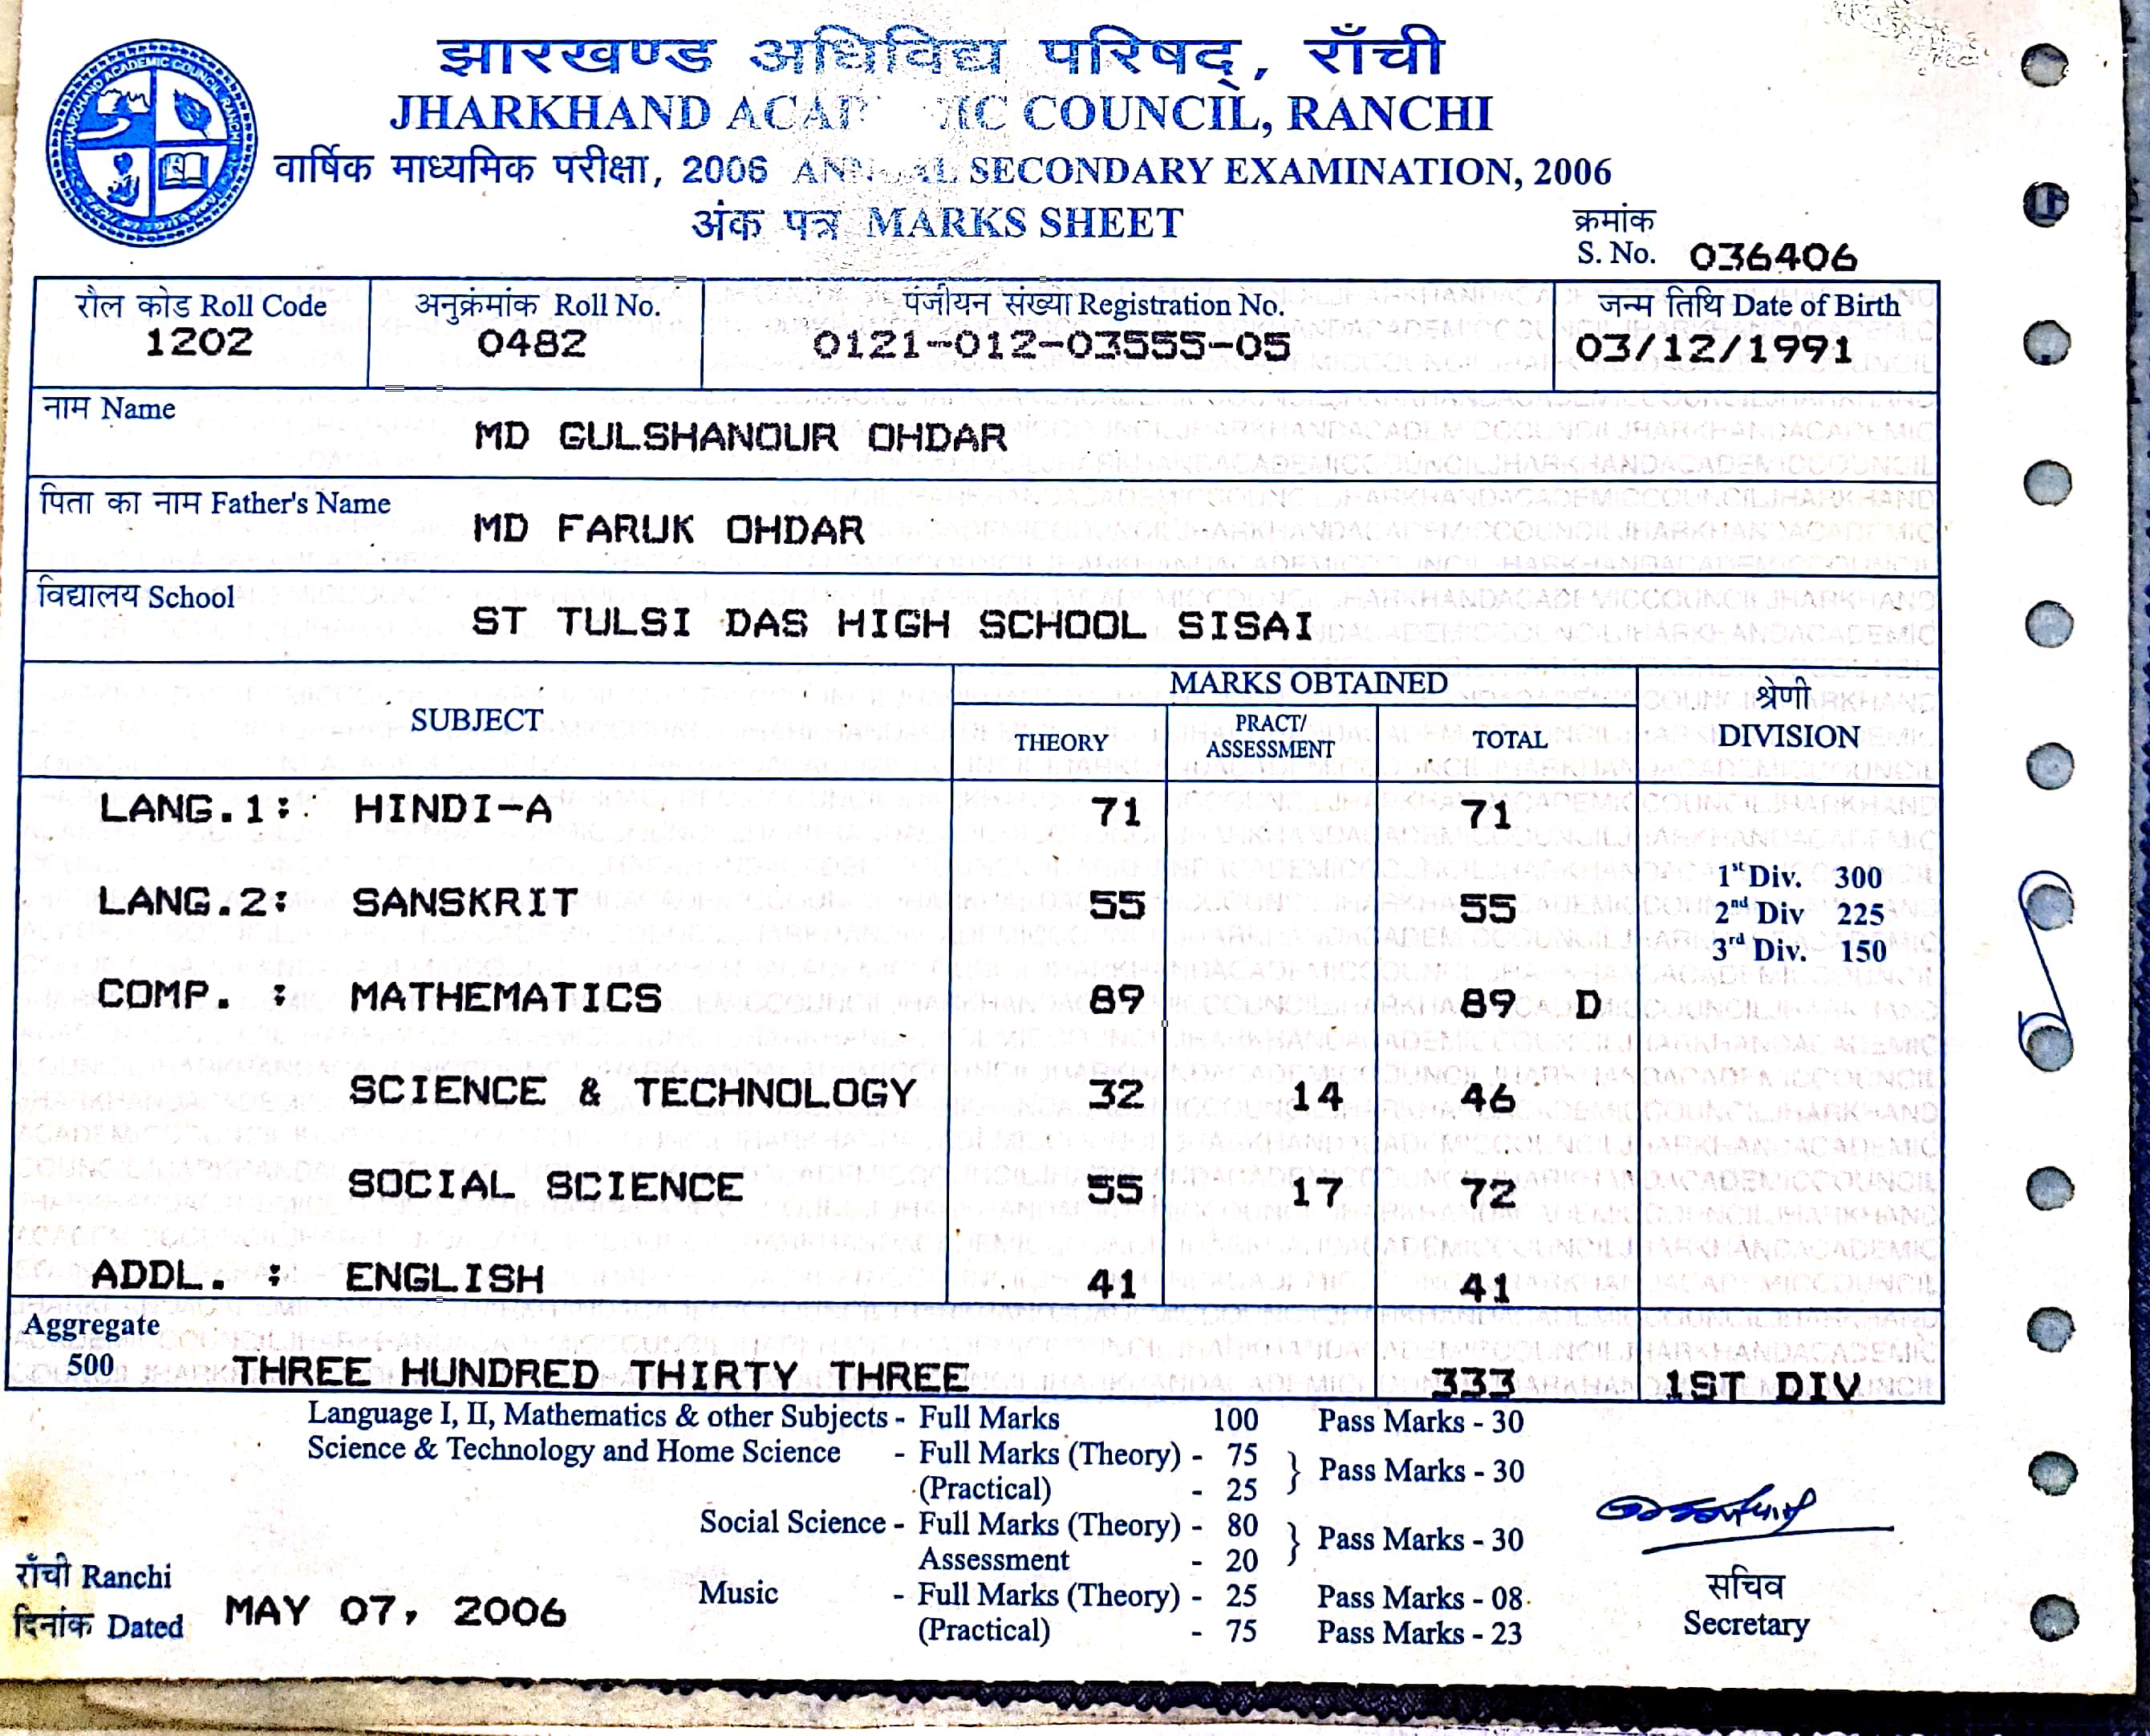 झारखण्ड अधिविद्य परिषद्, राँची
JHARKHAND COUNCIL, RANCHI
वार्षिक माध्यमिक परीक्षा, 2006 SECONDARY EXAMINATION, 2006
अंक पत्र MARKS SHEET
क्रमांक
S. No. 036406
रौल कोड Roll Code
1202
अनुक्रंमांक Roll No.
0482
पंजीयन संख्या Registration No.
0121-012-03555-05
जन्म तिथि Date of Birth
03/12/1991
नाम Name
MD GULSHANOUR OHDAR
पिता का नाम Father's Name
MD FARUK OHDAR
विद्यालय School
ST TULSI DAS HIGH SCHOOL SISAI
SUBJECT
MARKS OBTAINED
THEORY
PRACT/
ASSESSMENT
TOTAL
श्रेणी
DIVISION
LANG.1: HINDI-A 71 71
LANG.2: SANSKRIT 55 55
COMP. : MATHEMATICS 89 89 D
SCIENCE & TECHNOLOGY 32 14 46
SOCIAL SCIENCE 55 17 72
ADDL. : ENGLISH 41 41
1st Div. 300
2nd Div 225
3rd Div. 150
Aggregate
500 THREE HUNDRED THIRTY THREE 333 1ST DIV
Language I, II, Mathematics & other Subjects - Full Marks 100 Pass Marks - 30
Science & Technology and Home Science - Full Marks (Theory) - 75
(Practical) - 25 } Pass Marks - 30
Social Science - Full Marks (Theory) - 80
Assessment - 20 } Pass Marks - 30
Music - Full Marks (Theory) - 25 Pass Marks - 08
(Practical) - 75 Pass Marks - 23
राँची Ranchi
दिनांक Dated MAY 07, 2006
सचिव
Secretary